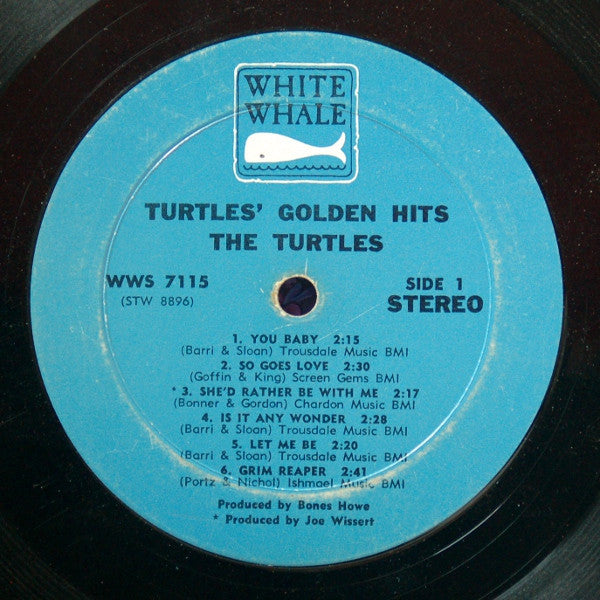 WHITE
WHALE
TURTLES' GOLDEN HITS
THE TURTLES
WWS 7115
(STW 8896)
SIDE 1
STEREO
1. YOU BABY 2:15
(Barri & Sloan) Trousdale Music BMI
2. SO GOES LOVE 2:30
(Goffin & King) Screen Gems BMI
* 3. SHE'D RATHER BE WITH ME 2:17
(Bonner & Gordon) Chardon Music BMI
4. IS IT ANY WONDER 2:28
(Barri & Sloan) Trousdale Music BMI
5. LET ME BE 2:20
(Barri & Sloan) Trousdale Music BMI
6. GRIM REAPER 2:41
(Portz & Nichol) Ishmael Music BMI
Produced by Bones Howe
* Produced by Joe Wissert